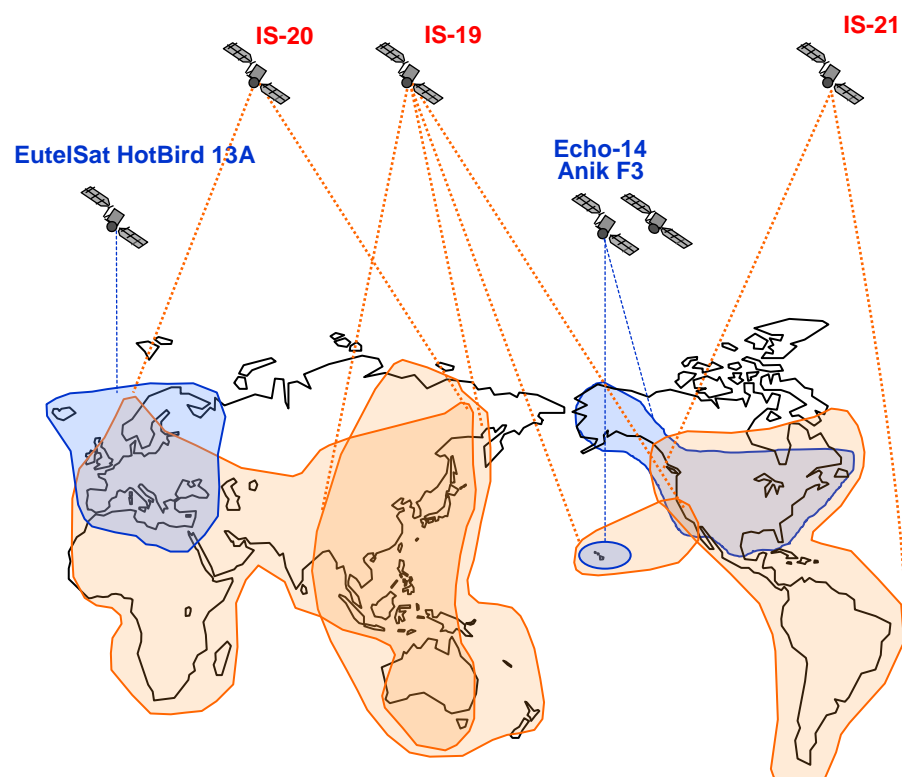 IS-20
IS-19
IS-21
EutelSat HotBird 13A
Echo-14
Anik F3